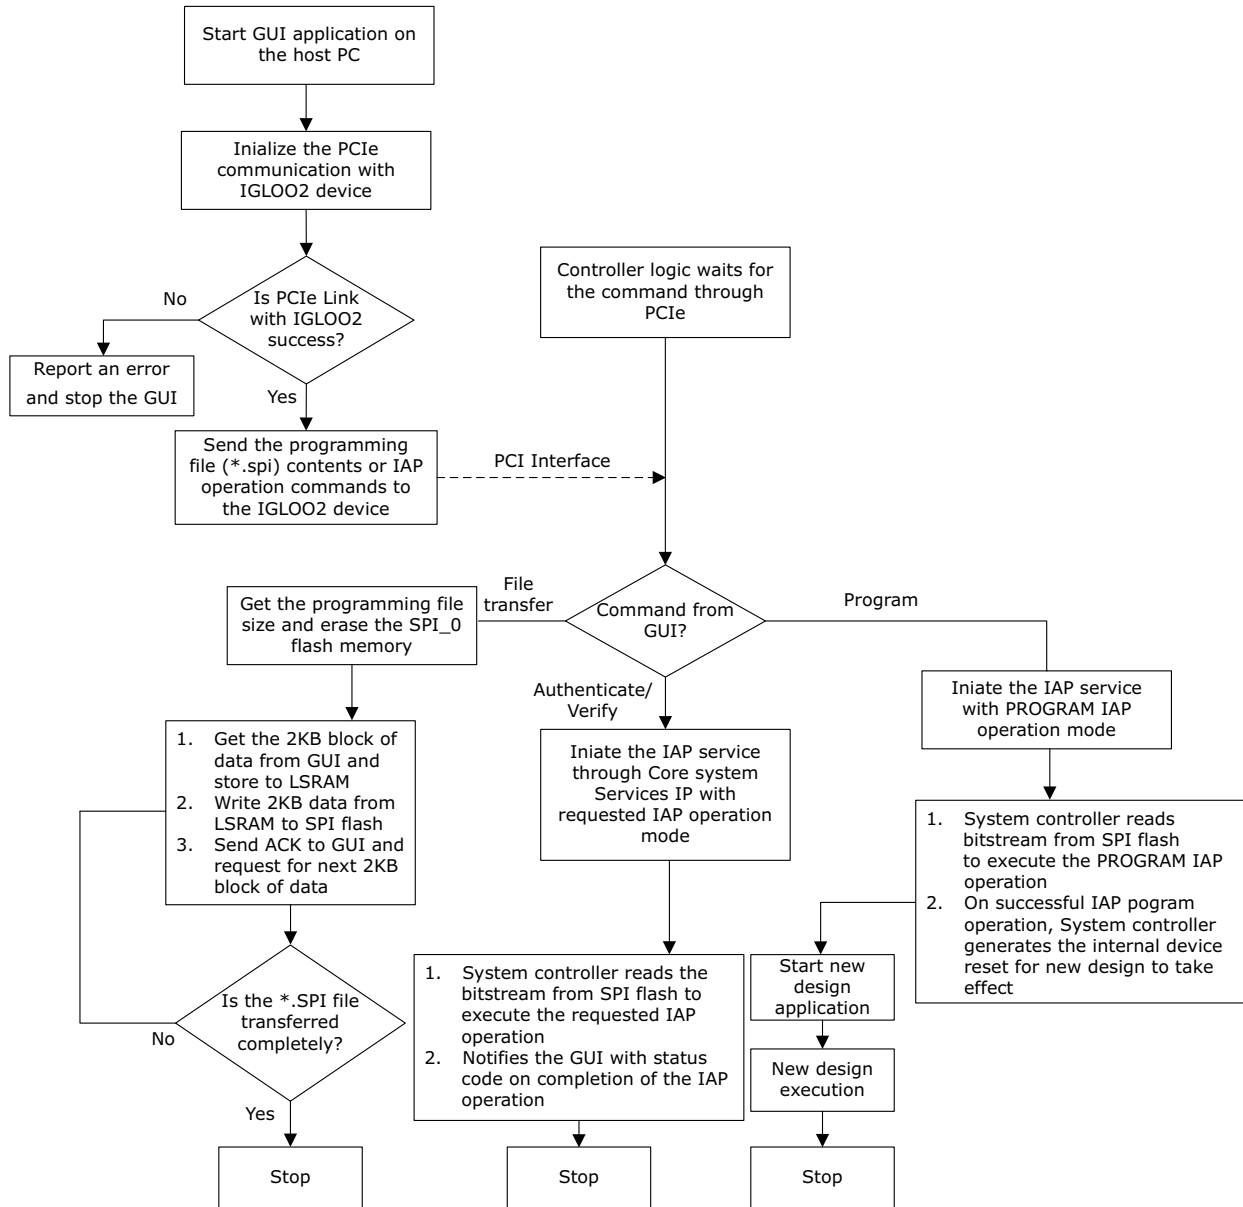 Start GUI application on
the host PC
Inialize the PCIe
communication with
IGLOO2 device
Controller logic waits for
the command through
PCIe
No
Is PCIe Link
with IGLOO2
success?
Report an error
and stop the GUI
Yes
Send the programming
file (*.spi) contents or IAP
operation commands to
the IGLOO2 device
PCI Interface
File
transfer
Command from
GUI?
Program
Get the programming file
size and erase the SPI_0
flash memory
Authenticate/
Verify
Iniate the IAP service
with PROGRAM IAP
operation mode
1. Get the 2KB block of
data from GUI and
store to LSRAM
2. Write 2KB data from
LSRAM to SPI flash
3. Send ACK to GUI and
request for next 2KB
block of data
Iniate the IAP service
through Core system
Services IP with
requested IAP operation
mode
1. System controller reads
bitstream from SPI flash
to execute the PROGRAM IAP
operation
2. On successful IAP pogram
operation, System controller
generates the internal device
reset for new design to take
effect
Is the *.SPI file
transferred
completely?
No
Yes
1. System controller reads the
bitstream from SPI flash to
execute the requested IAP
operation
2. Notifies the GUI with status
code on completion of the IAP
operation
Start new
design
application
New design
execution
Stop
Stop
Stop